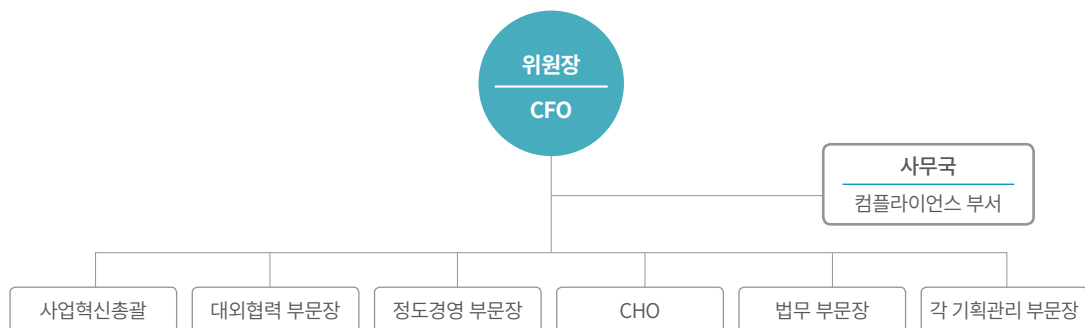 위원장
CFO
사무국
컴플라이언스 부서
사업혁신총괄
대외협력 부문장
정도경영 부문장
CHO
법무 부문장
각 기획관리 부문장